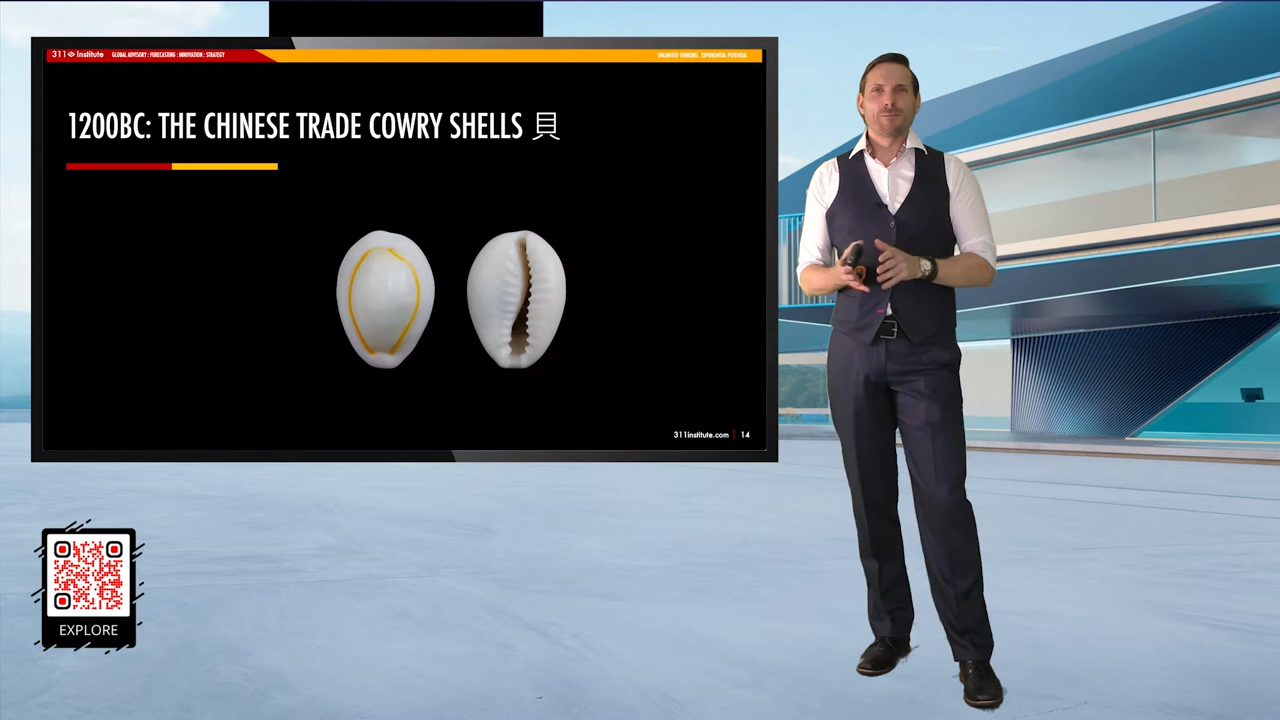 311 Institute GLOBAL ADVISORY : FORECASTING : INNOVATION : STRATEGY
UNLIMITED THINKING . EXPONENTIAL POTENTIAL
1200BC: THE CHINESE TRADE COWRY SHELLS 貝
311institute.com | 14
EXPLORE